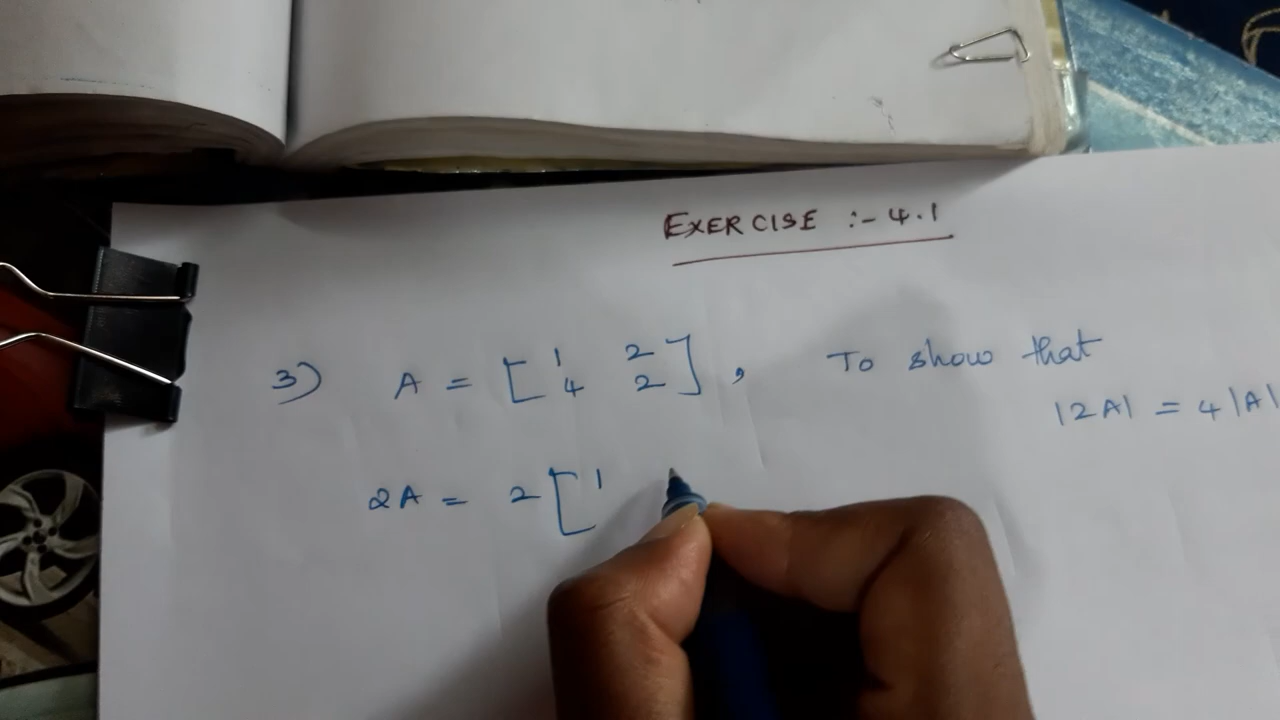 EXERCISE :- 4.1
3) A = [ 1 2
4 2 ] , To show that
|2A| = 4|A|
2A = 2 [ 1